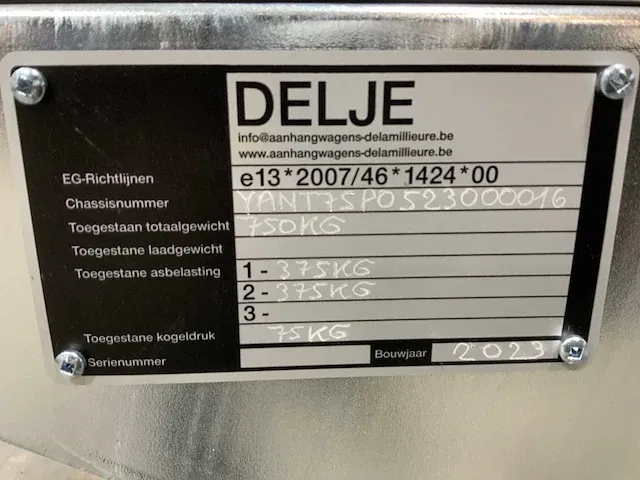 DELJE
info@aanhangwagens-delamillieure.be
www.aanhangwagens-delamillieure.be
EG-Richtlijnen e13*2007/46*1424*00
Chassisnummer YANT75P0523000016
Toegestaan totaalgewicht 750KG
Toegestane laadgewicht
Toegestane asbelasting 1 - 375KG
2 - 375KG
3 -
Toegestane kogeldruk 75KG
Serienummer Bouwjaar 2023